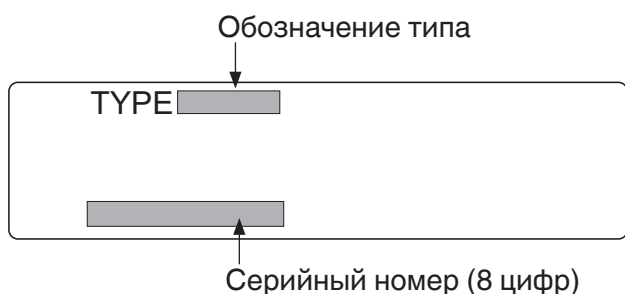 Обозначение типа
TYPE
Серийный номер (8 цифр)